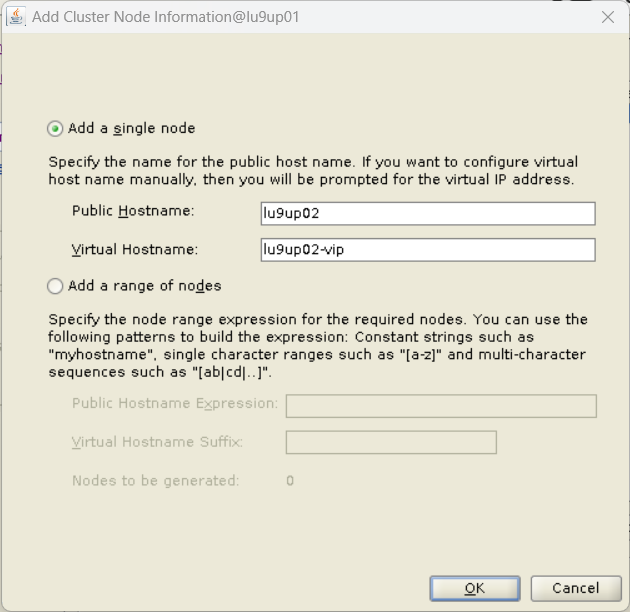 Add Cluster Node Information@lu9up01
Add a single node
Specify the name for the public host name. If you want to configure virtual
host name manually, then you will be prompted for the virtual IP address.
Public Hostname:
lu9up02
Virtual Hostname:
lu9up02-vip
Add a range of nodes
Specify the node range expression for the required nodes. You can use the
following patterns to build the expression: Constant strings such as
"myhostname", single character ranges such as "[a-z]" and multi-character
sequences such as "[ab|cd|..]".
Public Hostname Expression:
Virtual Hostname Suffix:
Nodes to be generated:
0
OK
Cancel